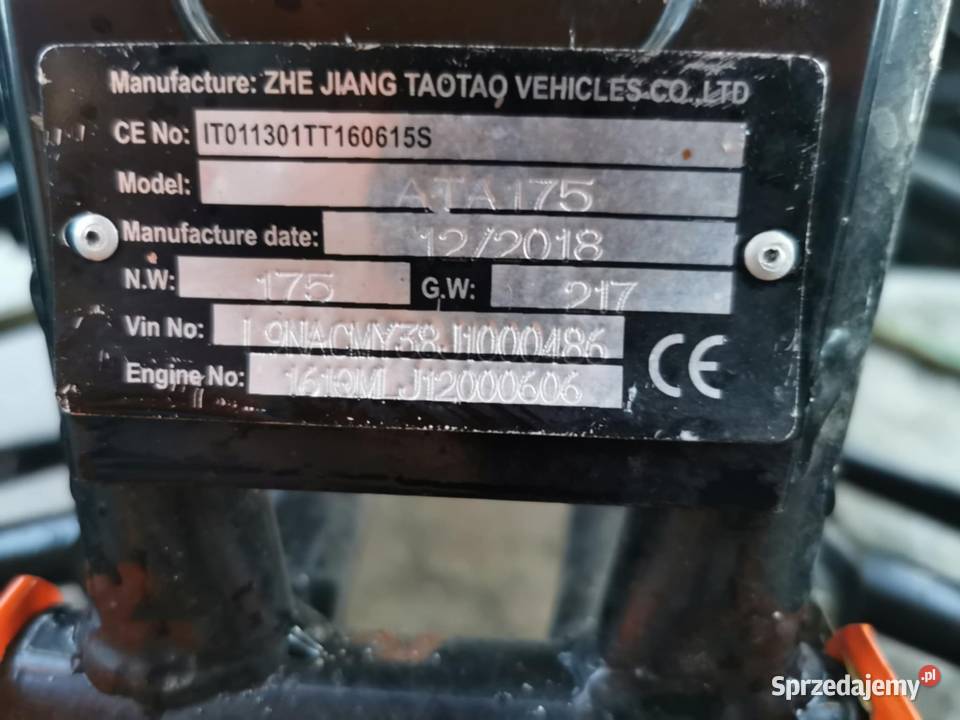 Manufacture: ZHE JIANG TAOTAO VEHICLES CO.,LTD
CE No: IT011301TT160615S
Model: ATA175
Manufacture date: 12/2018
N.W: 175 G.W: 217
Vin No: L9NACMY38J1000486
Engine No: J12000606
CE
Sprzedajemy.pl